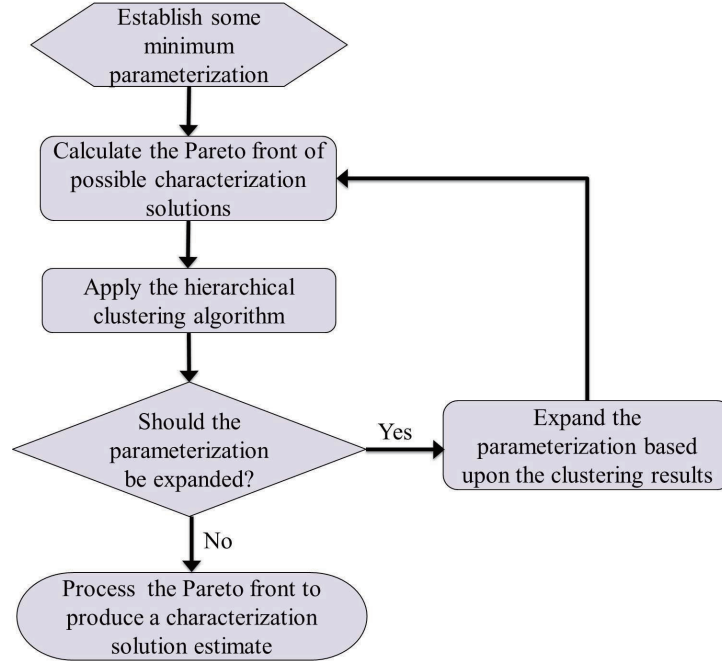 Establish some
minimum
parameterization
Calculate the Pareto front of
possible characterization
solutions
Apply the hierarchical
clustering algorithm
Should the
parameterization
be expanded?
Yes
Expand the
parameterization based
upon the clustering results
No
Process the Pareto front to
produce a characterization
solution estimate